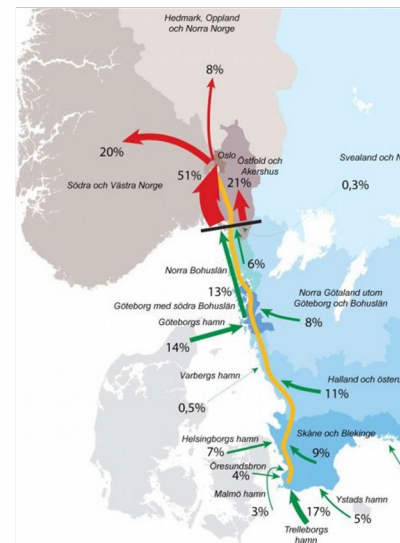 Hedmark, Oppland
och Norra Norge
8%
20%
Oslo
Östfold och
Akershus
51%
21%
Södra och Västra Norge
Svealand och N
0,3%
6%
Norra Bohuslän
13%
Norra Götaland utom
Göteborg och Bohuslän
Göteborg med södra Bohuslän
Göteborgs hamn
8%
14%
Varbergs hamn
Halland och österu
11%
0,5%
Skåne och Blekinge
Helsingborgs hamn
7%
9%
Öresundsbron
4%
Malmö hamn
3%
17%
Ystads hamn
5%
Trelleborgs
hamn